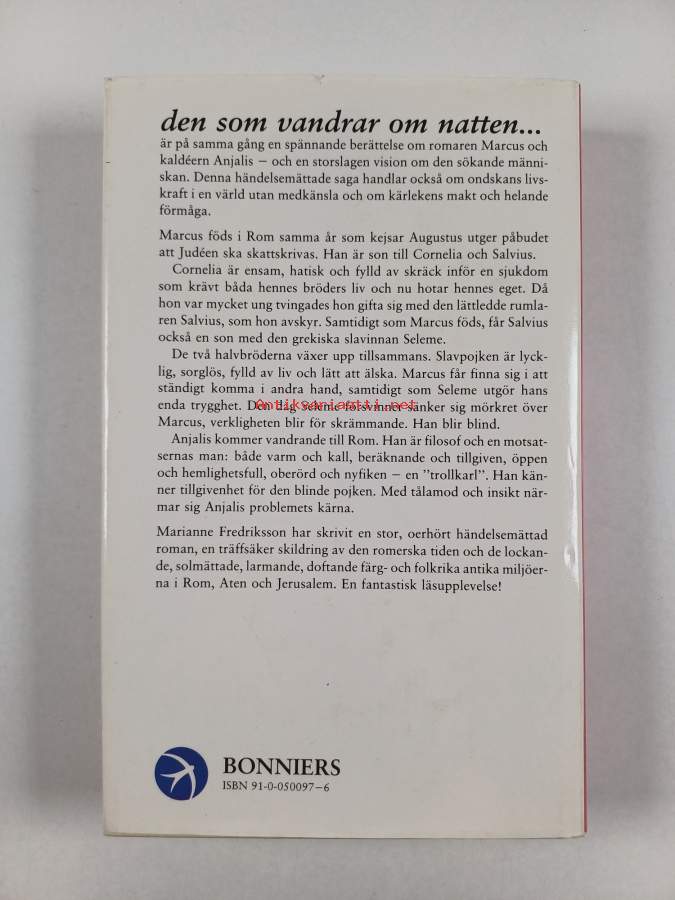 den som vandrar om natten...
är på samma gång en spännande berättelse om romaren Marcus och
kaldéern Anjalis – och en storslagen vision om den sökande männi-
skan. Denna händelsemättade saga handlar också om ondskans livs-
kraft i en värld utan medkänsla och om kärlekens makt och helande
förmåga.
Marcus föds i Rom samma år som kejsar Augustus utger påbudet
att Judéen ska skattskrivas. Han är son till Cornelia och Salvius.
Cornelia är ensam, hatisk och fylld av skräck inför en sjukdom
som krävt båda hennes bröders liv och nu hotar hennes eget. Då
hon var mycket ung tvingades hon gifta sig med den lättledde rumla-
ren Salvius, som hon avskyr. Samtidigt som Marcus föds, får Salvius
också en son med den grekiska slavinnan Seleme.
De två halvbröderna växer upp tillsammans. Slavpojken är lyck-
lig, sorglös, fylld av liv och lätt att älska. Marcus får finna sig i att
ständigt komma i andra hand, samtidigt som Seleme utgör hans
enda trygghet. Den dag Seleme försvinner sänker sig mörkret över
Antikvariaatti.net
Marcus, verkligheten blir för skrämmande. Han blir blind.
Anjalis kommer vandrande till Rom. Han är filosof och en motsat-
sernas man: både varm och kall, beräknande och tillgiven, öppen
och hemlighetsfull, oberörd och nyfiken – en ”trollkarl”. Han kän-
ner tillgivenhet för den blinde pojken. Med tålamod och insikt när-
mar sig Anjalis problemets kärna.
Marianne Fredriksson har skrivit en stor, oerhört händelsemättad
roman, en träffsäker skildring av den romerska tiden och de lockan-
de, solmättade, larmande, doftande färg- och folkrika antika miljöer-
na i Rom, Aten och Jerusalem. En fantastisk läsupplevelse!
BONNIERS
ISBN 91-0-050097-6